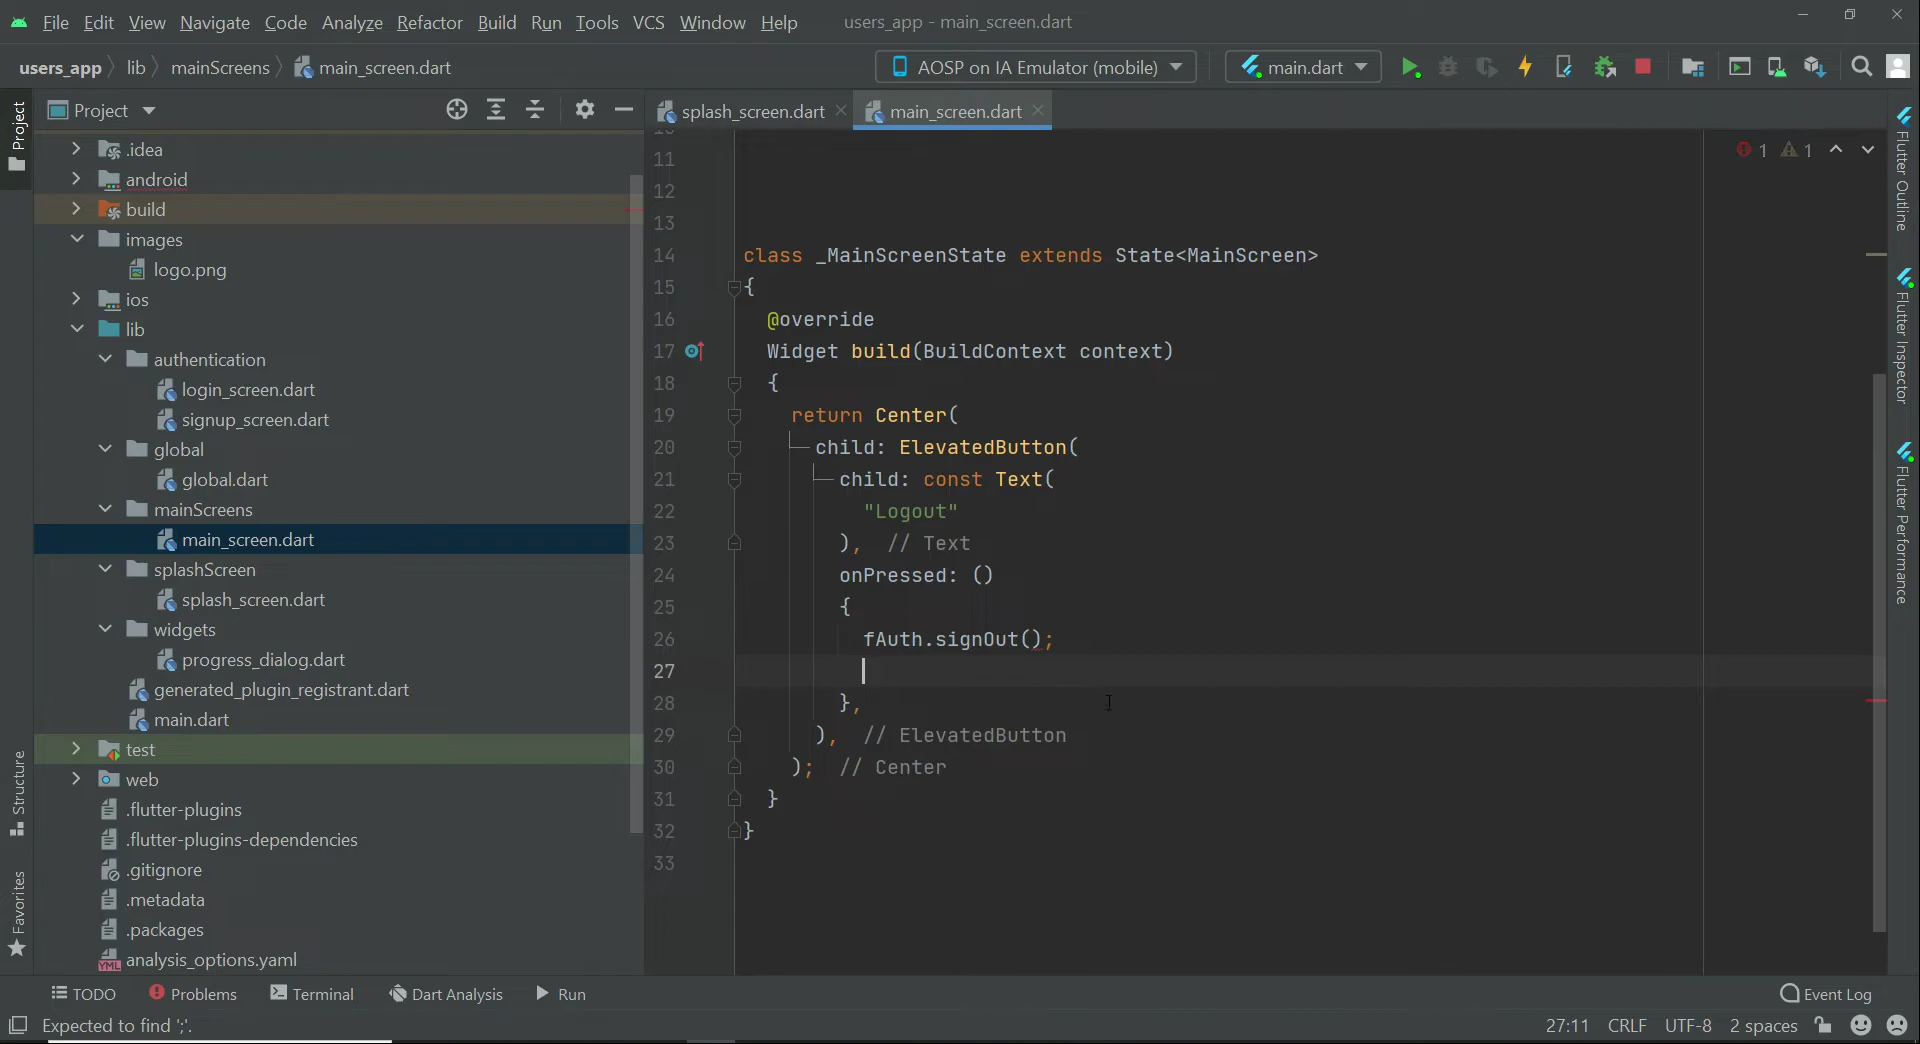 File Edit View Navigate Code Analyze Refactor Build Run Tools VCS Window Help users_app - main_screen.dart
users_app lib mainScreens main_screen.dart AOSP on IA Emulator (mobile) main.dart
Project
Project
Structure
Favorites
.idea
android
build
images
logo.png
ios
lib
authentication
login_screen.dart
signup_screen.dart
global
global.dart
mainScreens
main_screen.dart
splashScreen
splash_screen.dart
widgets
progress_dialog.dart
generated_plugin_registrant.dart
main.dart
test
web
.flutter-plugins
.flutter-plugins-dependencies
.gitignore
.metadata
.packages
analysis_options.yaml
splash_screen.dart main_screen.dart
1 1
11
12
13
14 class _MainScreenState extends State<MainScreen>
15 {
16 @override
17 Widget build(BuildContext context)
18 {
19 return Center(
20 child: ElevatedButton(
21 child: const Text(
22 "Logout"
23 ), // Text
24 onPressed: ()
25 {
26 fAuth.signOut();
27
28 },
29 ), // ElevatedButton
30 ); // Center
31 }
32 }
33
Flutter Outline
Flutter Inspector
Flutter Performance
TODO Problems Terminal Dart Analysis Run Event Log
Expected to find ';'. 27:11 CRLF UTF-8 2 spaces